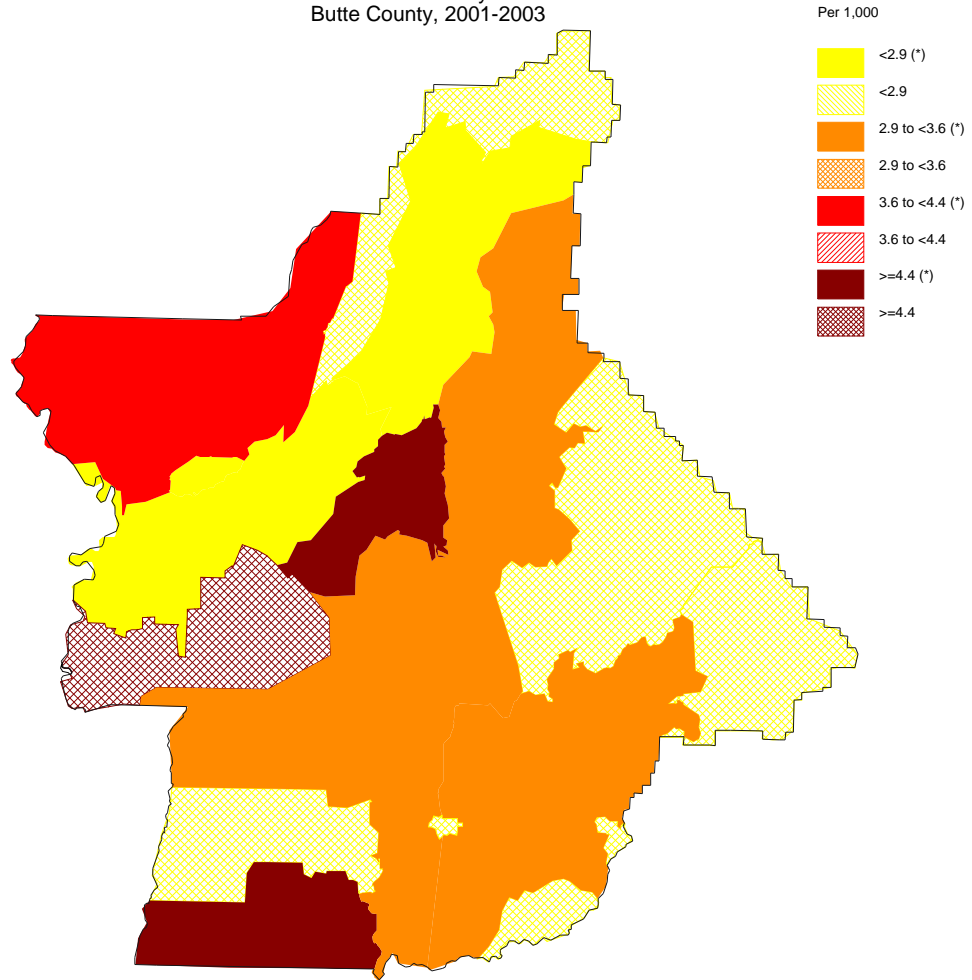 Butte County, 2001-2003
Per 1,000
<2.9 (*)
<2.9
2.9 to <3.6 (*)
2.9 to <3.6
3.6 to <4.4 (*)
3.6 to <4.4
>=4.4 (*)
>=4.4